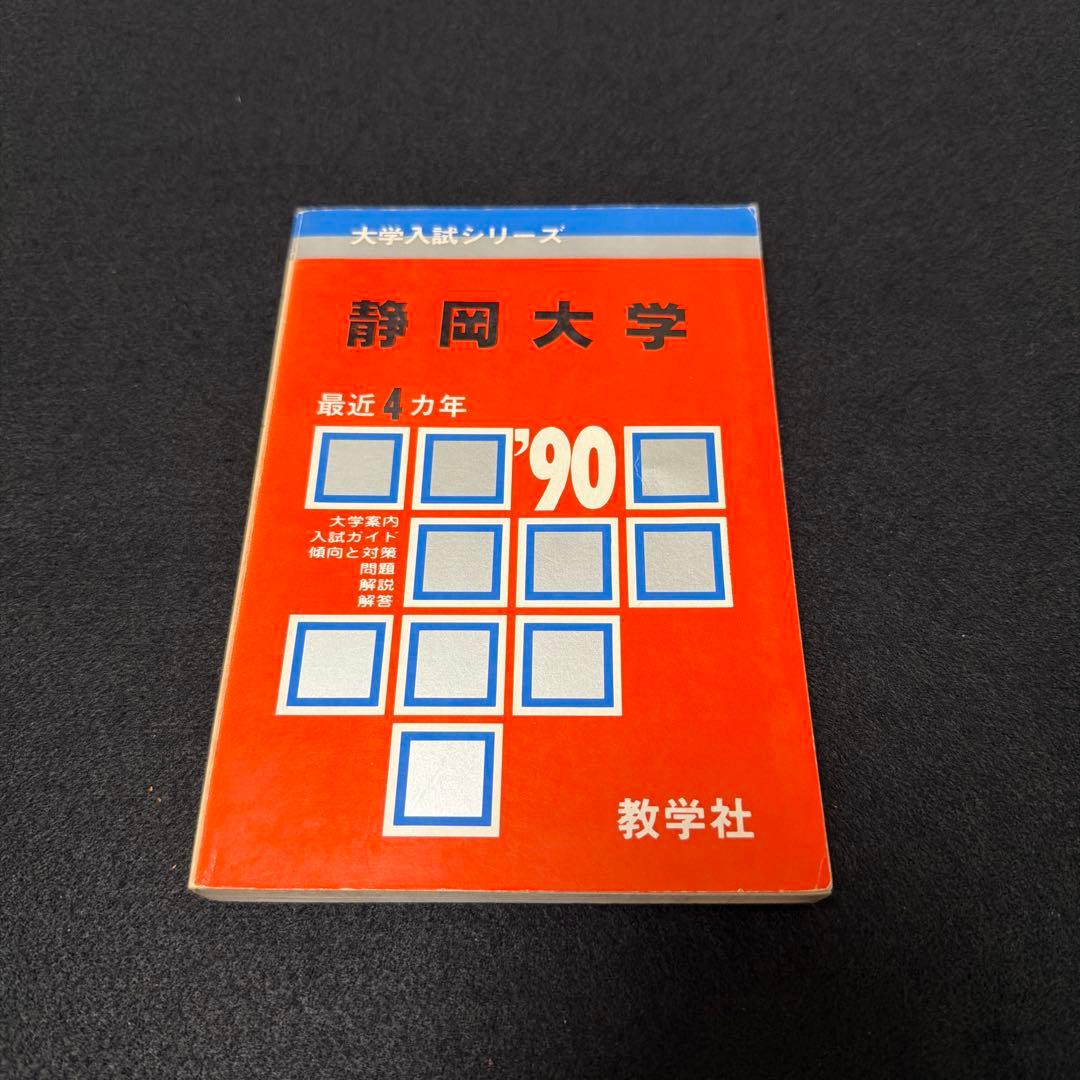 大学入試シリーズ
静岡大学
最近4カ年
'90
大学案内
入試ガイド
傾向と対策
問題
解説
解答
教学社